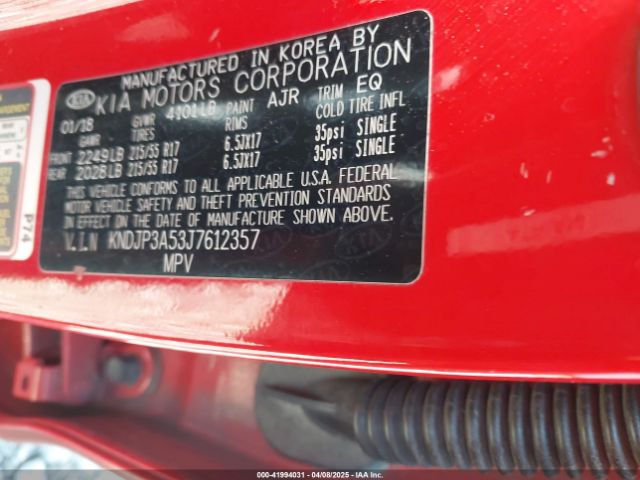 MANUFACTURED IN KOREA BY
KIA KIA MOTORS CORPORATION
01/18 GVWR 4101LB PAINT AJR TRIM EQ
GAWR TIRES RIMS COLD TIRE INFL
FRONT 2249LB 215/55 R17 6.5JX17 35psi SINGLE
REAR 2028LB 215/55 R17 6.5JX17 35psi SINGLE
THIS VEHICLE CONFORMS TO ALL APPLICABLE U.S.A. FEDERAL
MOTOR VEHICLE SAFETY AND THEFT PREVENTION STANDARDS
IN EFFECT ON THE DATE OF MANUFACTURE SHOWN ABOVE.
V.I.N KNDJP3A53J7612357
MPV
P74
00-41994031 - 04/08/2025 - IAA Inc.